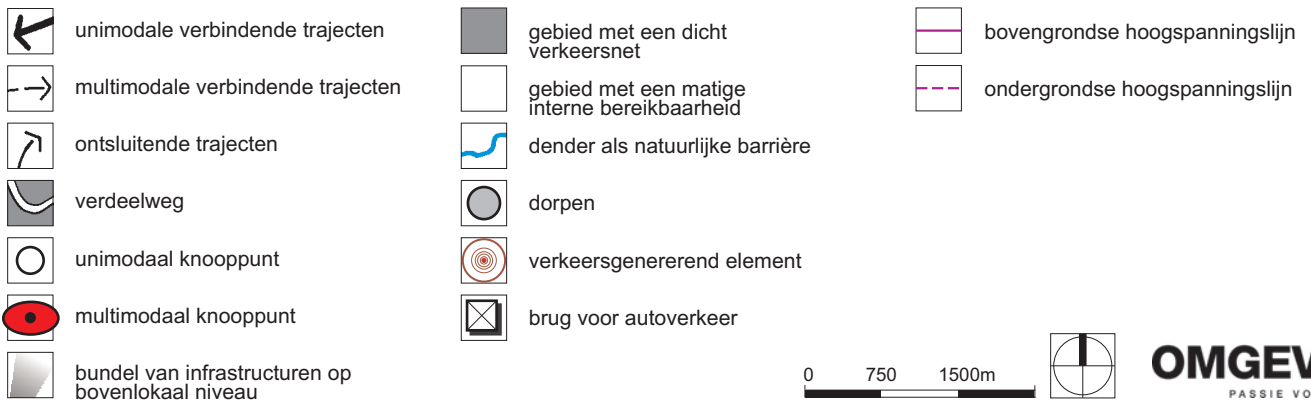 unimodale verbindende trajecten
multimodale verbindende trajecten
ontsluitende trajecten
verdeelweg
unimodaal knooppunt
multimodaal knooppunt
bundel van infrastructuren op
bovenlokaal niveau
gebied met een dicht
verkeersnet
gebied met een matige
interne bereikbaarheid
dender als natuurlijke barrière
dorpen
verkeersgenererend element
brug voor autoverkeer
bovengrondse hoogspanningslijn
ondergrondse hoogspanningslijn
0 750 1500m
OMGEV
PASSIE VO